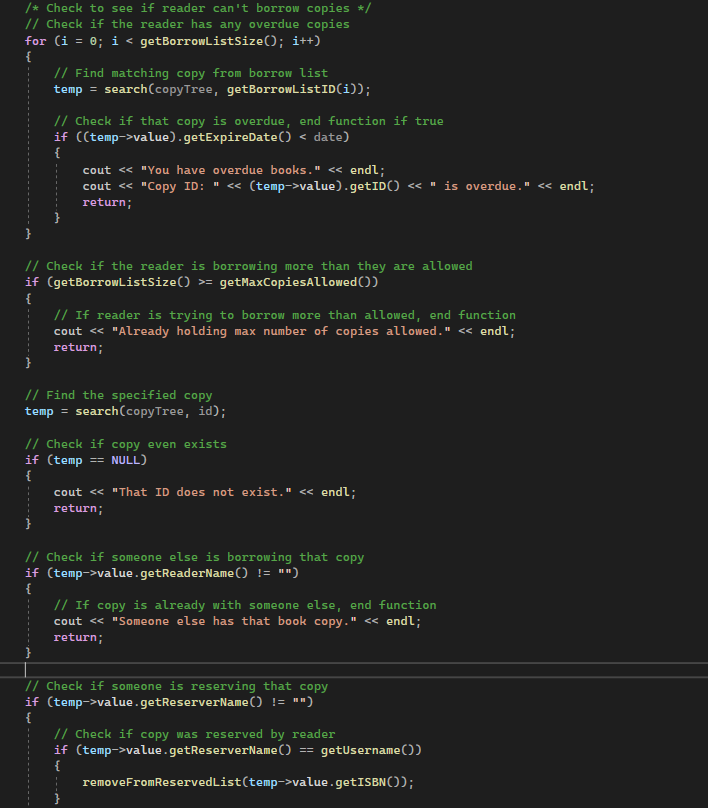 /* Check to see if reader can't borrow copies */
// Check if the reader has any overdue copies
for (i = 0; i < getBorrowListSize(); i++)
{
// Find matching copy from borrow list
temp = search(copyTree, getBorrowListID(i));
// Check if that copy is overdue, end function if true
if ((temp->value).getExpireDate() < date)
{
cout << "You have overdue books." << endl;
cout << "Copy ID: " << (temp->value).getID() << " is overdue." << endl;
return;
}
}
// Check if the reader is borrowing more than they are allowed
if (getBorrowListSize() >= getMaxCopiesAllowed())
{
// If reader is trying to borrow more than allowed, end function
cout << "Already holding max number of copies allowed." << endl;
return;
}
// Find the specified copy
temp = search(copyTree, id);
// Check if copy even exists
if (temp == NULL)
{
cout << "That ID does not exist." << endl;
return;
}
// Check if someone else is borrowing that copy
if (temp->value.getReaderName() != "")
{
// If copy is already with someone else, end function
cout << "Someone else has that book copy." << endl;
return;
}
// Check if someone is reserving that copy
if (temp->value.getReserverName() != "")
{
// Check if copy was reserved by reader
if (temp->value.getReserverName() == getUsername())
{
removeFromReservedList(temp->value.getISBN());
}